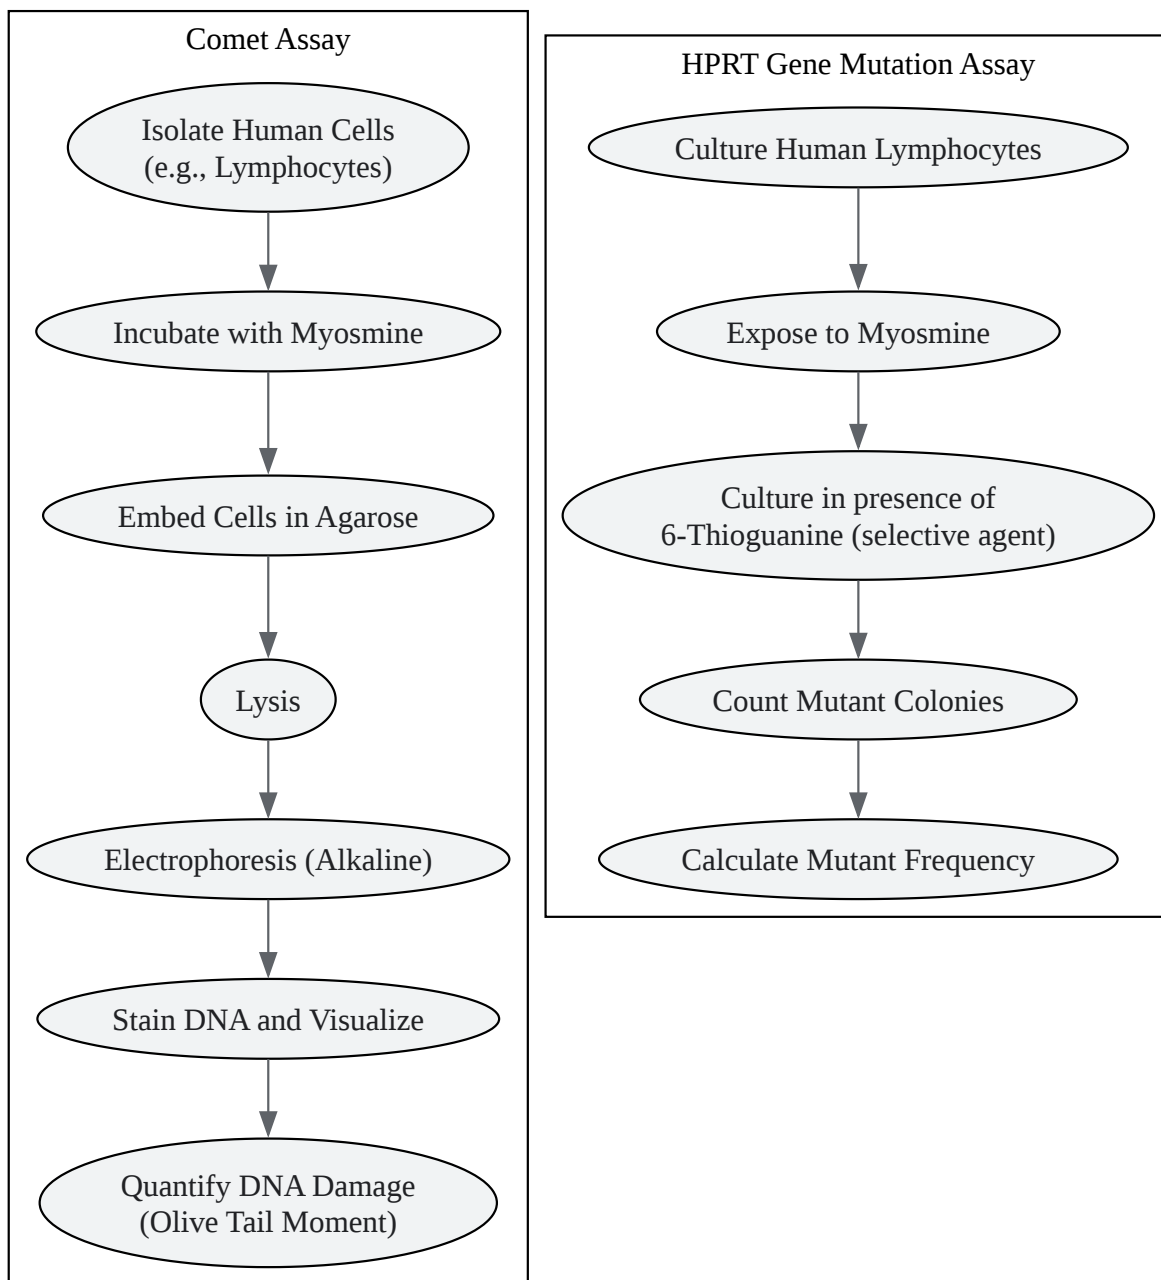 Comet Assay
Isolate Human Cells
(e.g., Lymphocytes)
Incubate with Myosmine
Embed Cells in Agarose
Lysis
Electrophoresis (Alkaline)
Stain DNA and Visualize
Quantify DNA Damage
(Olive Tail Moment)
HPRT Gene Mutation Assay
Culture Human Lymphocytes
Expose to Myosmine
Culture in presence of
6-Thioguanine (selective agent)
Count Mutant Colonies
Calculate Mutant Frequency